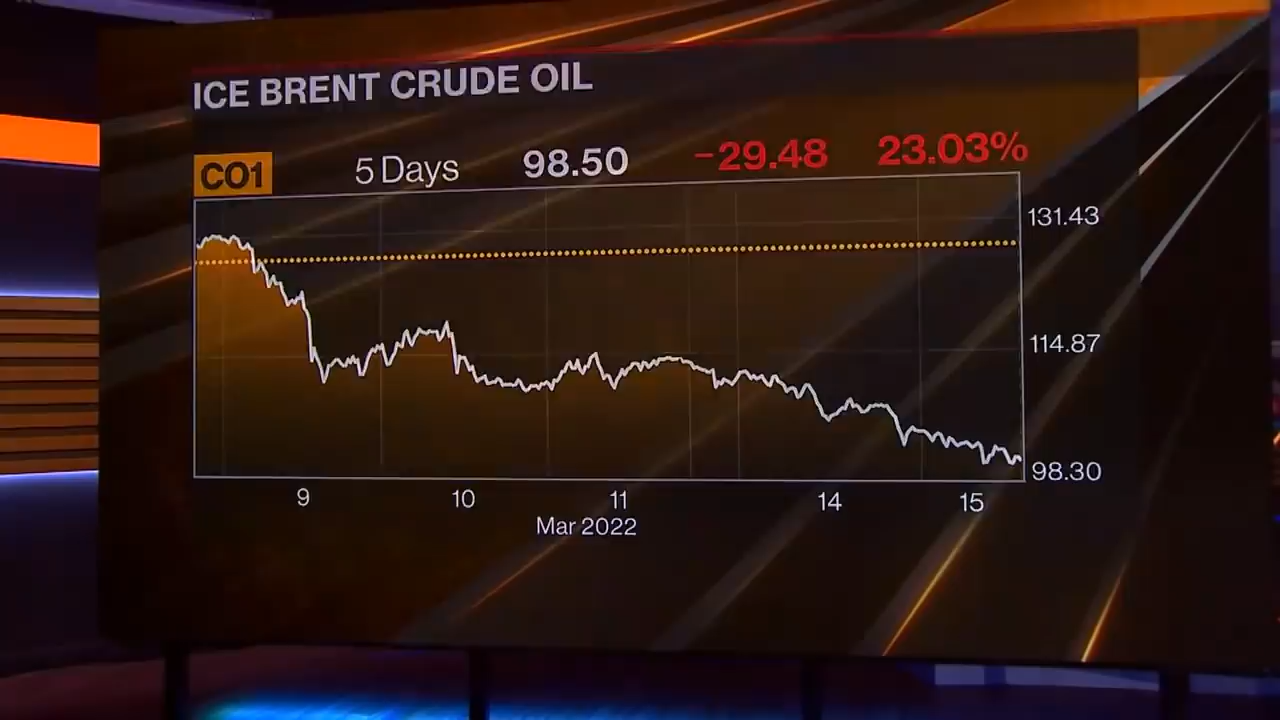 ICE BRENT CRUDE OIL
CO1 5 Days 98.50 -29.48 23.03%
131.43
114.87
98.30
9 10 11 14 15
Mar 2022